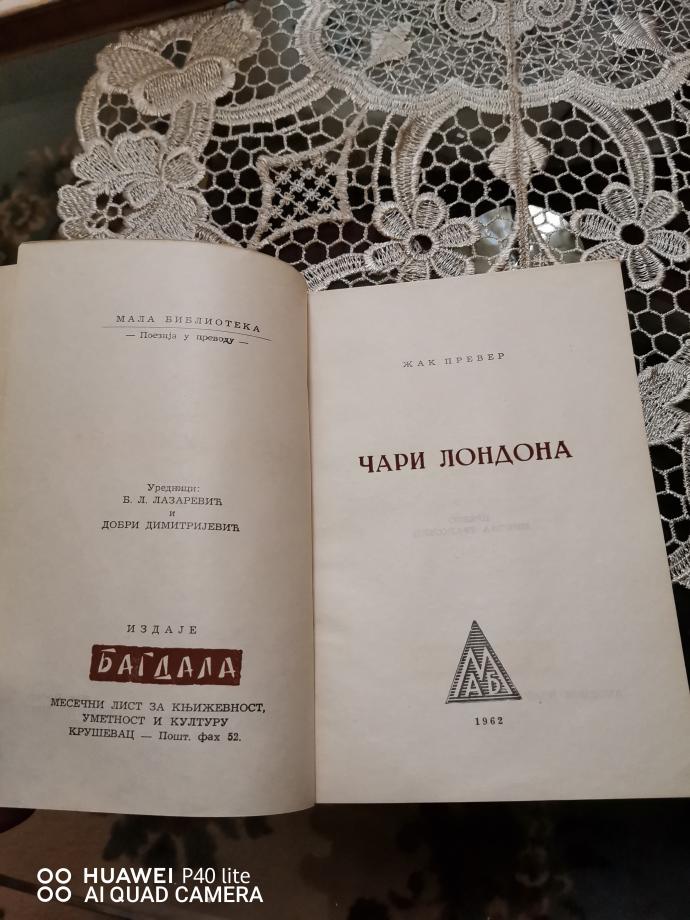 МАЛА БИБЛИОТЕКА
— Поезија у преводу —
Уредници:
Б. Л. ЛАЗАРЕВИЋ
и
ДОБРИ ДИМИТРИЈЕВИЋ
ИЗДАЈЕ
БАГДАЛА
МЕСЕЧНИ ЛИСТ ЗА КЊИЖЕВНОСТ,
УМЕТНОСТ И КУЛТУРУ
КРУШЕВАЦ — Пошт. фах 52.
ЖАК ПРЕВЕР
ЧАРИ ЛОНДОНА
М
АБ
1962
HUAWEI P40 lite
AI QUAD CAMERA